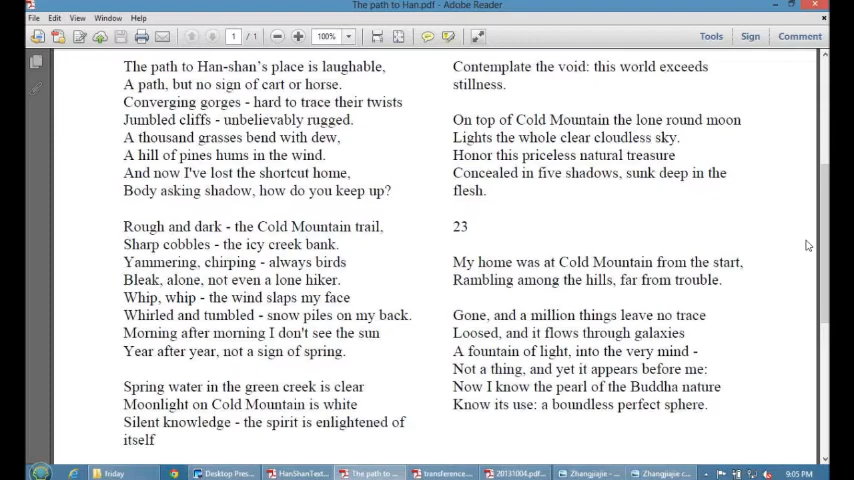 The path to Han.pdf - Adobe Reader
File Edit View Window Help
1 / 1 100% Tools Sign Comment
The path to Han-shan's place is laughable,
A path, but no sign of cart or horse.
Converging gorges - hard to trace their twists
Jumbled cliffs - unbelievably rugged.
A thousand grasses bend with dew,
A hill of pines hums in the wind.
And now I've lost the shortcut home,
Body asking shadow, how do you keep up?
Rough and dark - the Cold Mountain trail,
Sharp cobbles - the icy creek bank.
Yammering, chirping - always birds
Bleak, alone, not even a lone hiker.
Whip, whip - the wind slaps my face
Whirled and tumbled - snow piles on my back.
Morning after morning I don't see the sun
Year after year, not a sign of spring.
Spring water in the green creek is clear
Moonlight on Cold Mountain is white
Silent knowledge - the spirit is enlightened of
itself
Contemplate the void: this world exceeds
stillness.
On top of Cold Mountain the lone round moon
Lights the whole clear cloudless sky.
Honor this priceless natural treasure
Concealed in five shadows, sunk deep in the
flesh.
23
My home was at Cold Mountain from the start,
Rambling among the hills, far from trouble.
Gone, and a million things leave no trace
Loosed, and it flows through galaxies
A fountain of light, into the very mind -
Not a thing, and yet it appears before me:
Now I know the pearl of the Buddha nature
Know its use: a boundless perfect sphere.
friday Desktop Pres... HanShanText... The path to ... transference... 20131004.pdf... Zhangjiajie - ... Zhangjiajie c... 9:05 PM